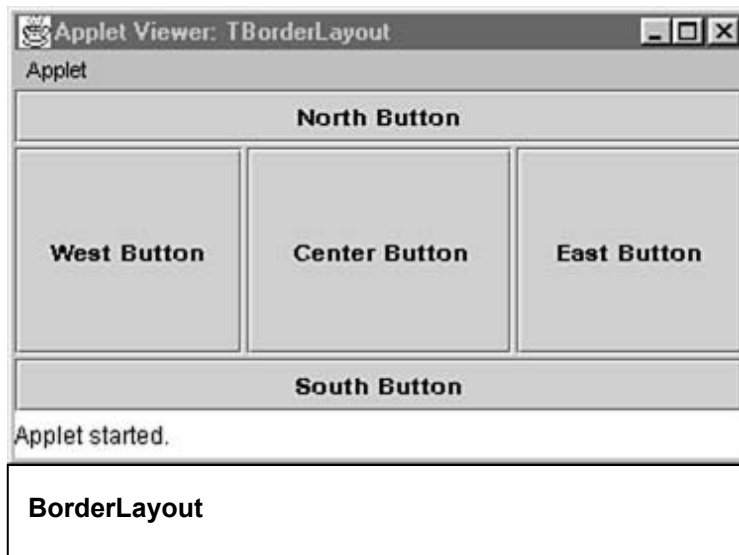 Applet Viewer: TBorderLayout
Applet
North Button
West Button Center Button East Button
South Button
Applet started.
BorderLayout